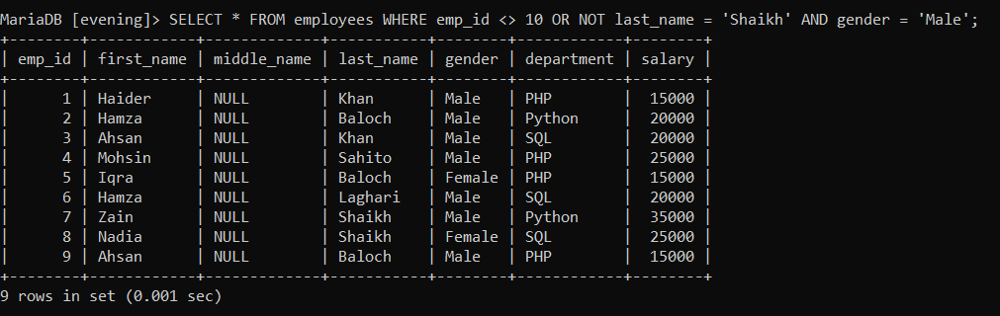 MariaDB [evening]> SELECT * FROM employees WHERE emp_id <> 10 OR NOT last_name = 'Shaikh' AND gender = 'Male';
+--------+------------+-------------+-----------+--------+------------+--------+
| emp_id | first_name | middle_name | last_name | gender | department | salary |
+--------+------------+-------------+-----------+--------+------------+--------+
|      1 | Haider     | NULL        | Khan      | Male   | PHP        |  15000 |
|      2 | Hamza      | NULL        | Baloch    | Male   | Python     |  20000 |
|      3 | Ahsan      | NULL        | Khan      | Male   | SQL        |  20000 |
|      4 | Mohsin     | NULL        | Sahito    | Male   | PHP        |  25000 |
|      5 | Iqra       | NULL        | Baloch    | Female | PHP        |  15000 |
|      6 | Hamza      | NULL        | Laghari   | Male   | SQL        |  20000 |
|      7 | Zain       | NULL        | Shaikh    | Male   | Python     |  35000 |
|      8 | Nadia      | NULL        | Shaikh    | Female | SQL        |  25000 |
|      9 | Ahsan      | NULL        | Baloch    | Male   | PHP        |  15000 |
+--------+------------+-------------+-----------+--------+------------+--------+
9 rows in set (0.001 sec)